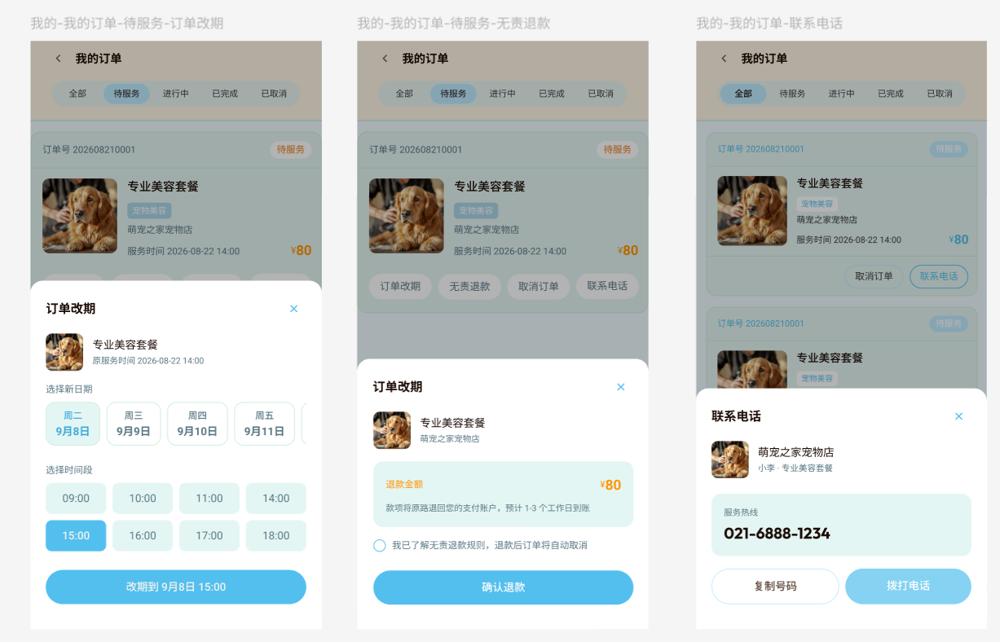 我的-我的订单-待服务-订单改期
我的订单
全部 待服务 进行中 已完成 已取消
订单号 202608210001 待服务
专业美容套餐
宠物美容
萌宠之家宠物店
服务时间 2026-08-22 14:00 ¥80
订单改期
专业美容套餐
原服务时间 2026-08-22 14:00
选择新日期
周二 周三 周四 周五
9月8日 9月9日 9月10日 9月11日
选择时间段
09:00 10:00 11:00 14:00
15:00 16:00 17:00 18:00
改期到 9月8日 15:00
我的-我的订单-待服务-无责退款
我的订单
全部 待服务 进行中 已完成 已取消
订单号 202608210001 待服务
专业美容套餐
宠物美容
萌宠之家宠物店
服务时间 2026-08-22 14:00 ¥80
订单改期 无责退款 取消订单 联系电话
订单改期
专业美容套餐
萌宠之家宠物店
退款金额 ¥80
款项将原路退回您的支付账户，预计 1-3 个工作日到账
我已了解无责退款规则，退款后订单将自动取消
确认退款
我的-我的订单-联系电话
我的订单
全部 待服务 进行中 已完成 已取消
订单号 202608210001 待服务
专业美容套餐
宠物美容
萌宠之家宠物店
服务时间 2026-08-22 14:00 ¥80
取消订单 联系电话
订单号 202608210001 待服务
专业美容套餐
宠物美容
联系电话
萌宠之家宠物店
小李 · 专业美容套餐
服务热线
021-6888-1234
复制号码 拨打电话